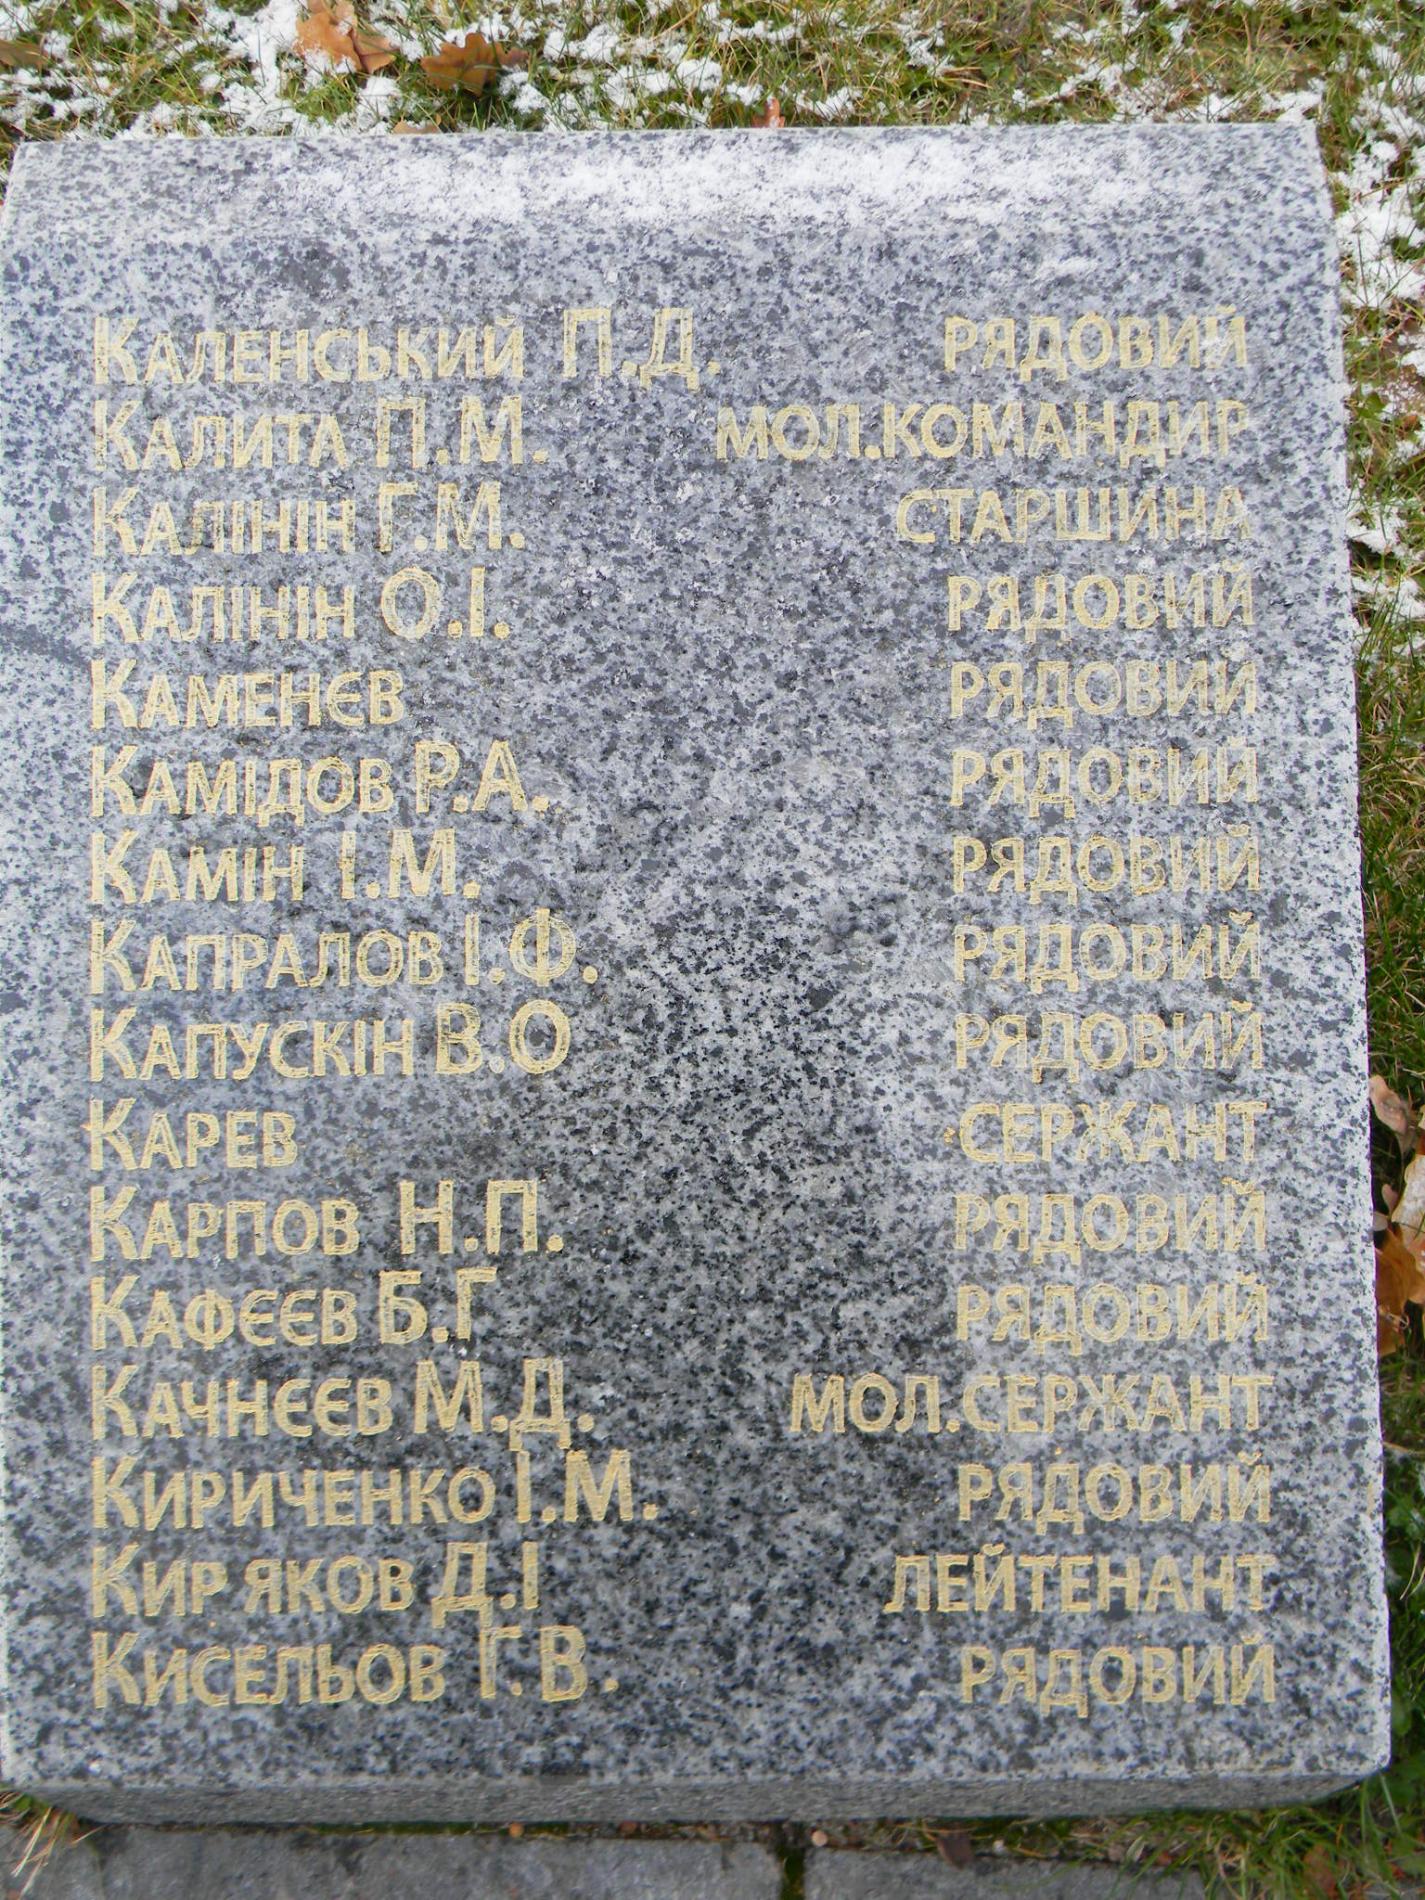 Каленський П.Д. рядовий
Калита П.М. мол.командир
Калінін Г.М. старшина
Калінін О.І. рядовий
Каменєв рядовий
Камідов Р.А. рядовий
Камін І.М. рядовий
Капралов І.Ф. рядовий
Капускін В.О рядовий
Карев сержант
Карпов Н.П. рядовий
Кафєєв Б.Г рядовий
Качнєєв М.Д. мол.сержант
Кириченко І.М. рядовий
Кир яков Д.І лейтенант
Кисельов Г.В. рядовий